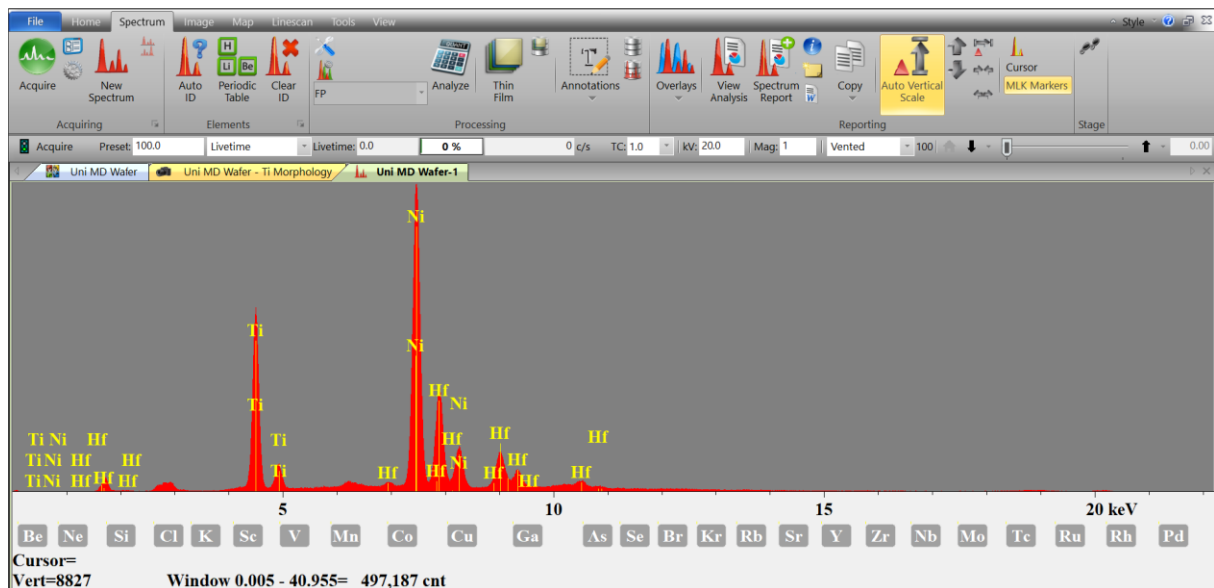 File Home Spectrum Image Map Linescan Tools View Style
Acquire New Spectrum Auto ID Periodic Table Clear ID FP Analyze Thin Film Annotations Overlays View Analysis Spectrum Report Copy Auto Vertical Scale Cursor MLK Markers
H Li Be
Acquiring Elements Processing Reporting Stage
Acquire Preset: 100.0 Livetime Livetime: 0.0 0 % 0 c/s TC: 1.0 kV: 20.0 Mag: 1 Vented 100 0.00
Uni MD Wafer Uni MD Wafer - Ti Morphology Uni MD Wafer-1
Ni
Ti Ni
Hf
Ti Ni
Ti Ni Hf Ti Hf Hf Hf
Ti Ni Hf Hf Ni Hf
Ti Ni Hf Hf Hf Ti Hf Hf Hf Hf Hf
5 10 15 20 keV
Be Ne Si Cl K Sc V Mn Co Cu Ga As Se Br Kr Rb Sr Y Zr Nb Mo Tc Ru Rh Pd
Cursor=
Vert=8827 Window 0.005 - 40.955= 497,187 cnt